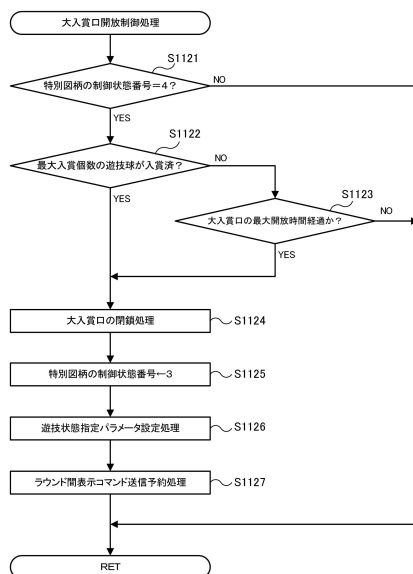 大入賞口開放制御処理
S1121
特別図柄の制御状態番号=4?
NO
YES
S1122
最大入賞個数の遊技球が入賞済?
NO
YES
S1123
大入賞口の最大開放時間経過か?
NO
YES
大入賞口の閉鎖処理
S1124
特別図柄の制御状態番号←3
S1125
遊技状態指定パラメータ設定処理
S1126
ラウンド間表示コマンド送信予約処理
S1127
RET